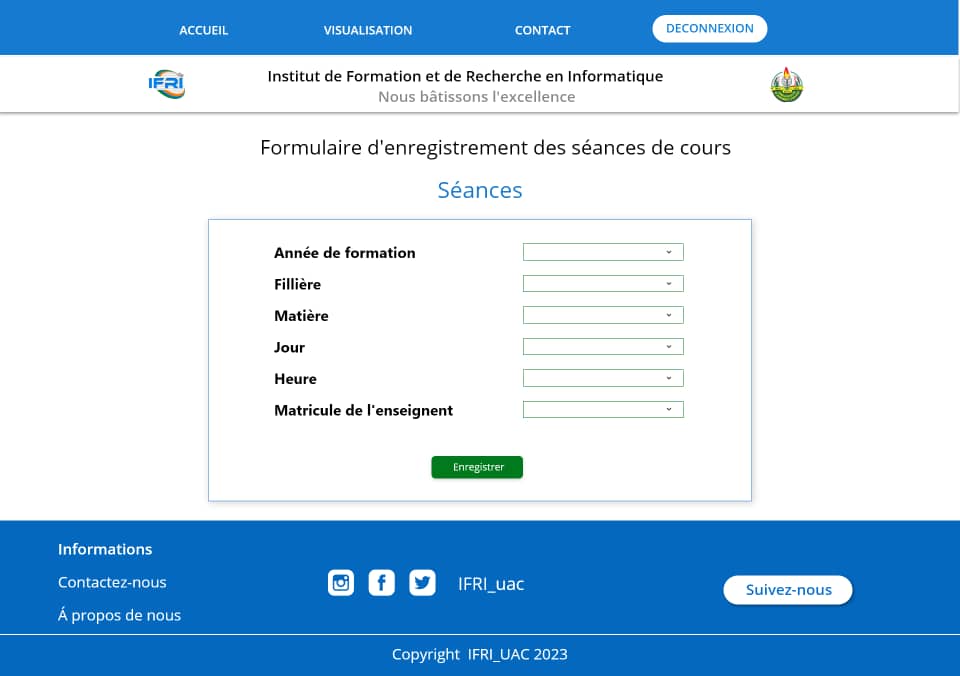 ACCUEIL VISUALISATION CONTACT DECONNEXION
IFRI
Institut de Formation et de Recherche en Informatique
Nous bâtissons l'excellence
Formulaire d'enregistrement des séances de cours
Séances
Année de formation
Fillière
Matière
Jour
Heure
Matricule de l'enseignent
Enregistrer
Informations
Contactez-nous
Á propos de nous
IFRI_uac
Suivez-nous
Copyright IFRI_UAC 2023